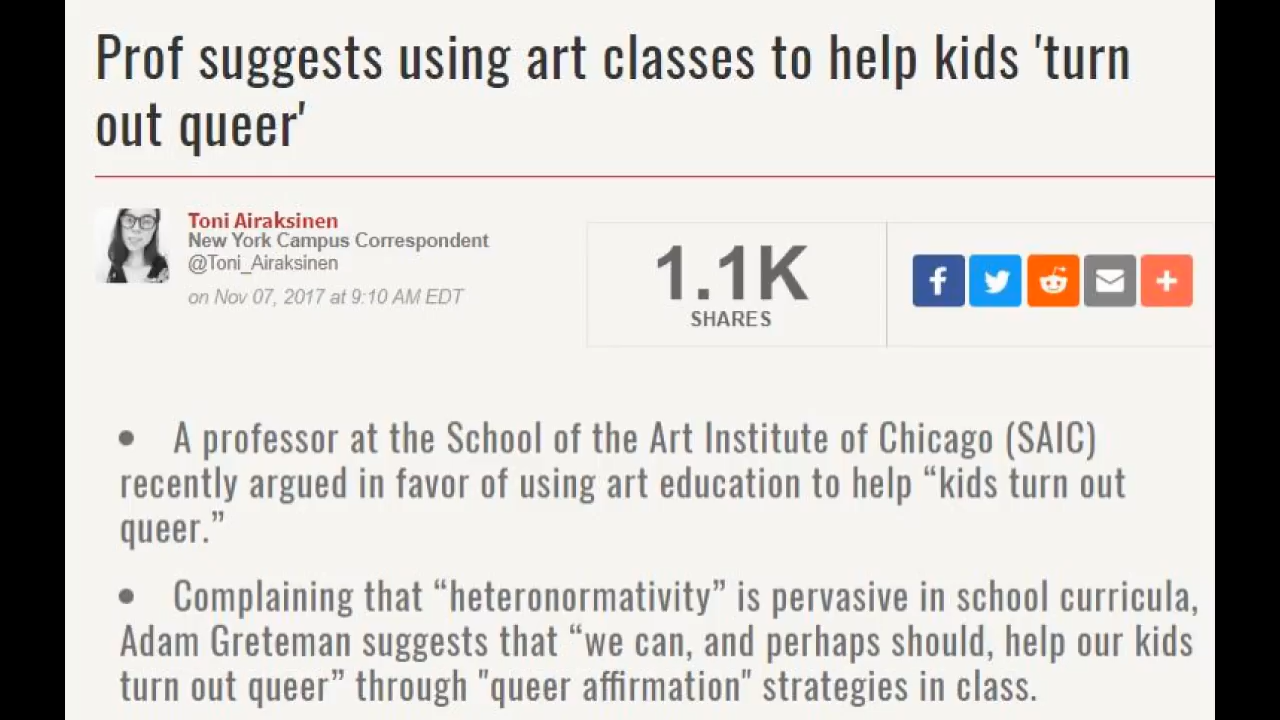 Prof suggests using art classes to help kids 'turn
out queer'
Toni Airaksinen
New York Campus Correspondent
@Toni_Airaksinen
on Nov 07, 2017 at 9:10 AM EDT
1.1K
SHARES
• A professor at the School of the Art Institute of Chicago (SAIC)
recently argued in favor of using art education to help “kids turn out
queer.”
• Complaining that “heteronormativity” is pervasive in school curricula,
Adam Greteman suggests that “we can, and perhaps should, help our kids
turn out queer” through "queer affirmation" strategies in class.